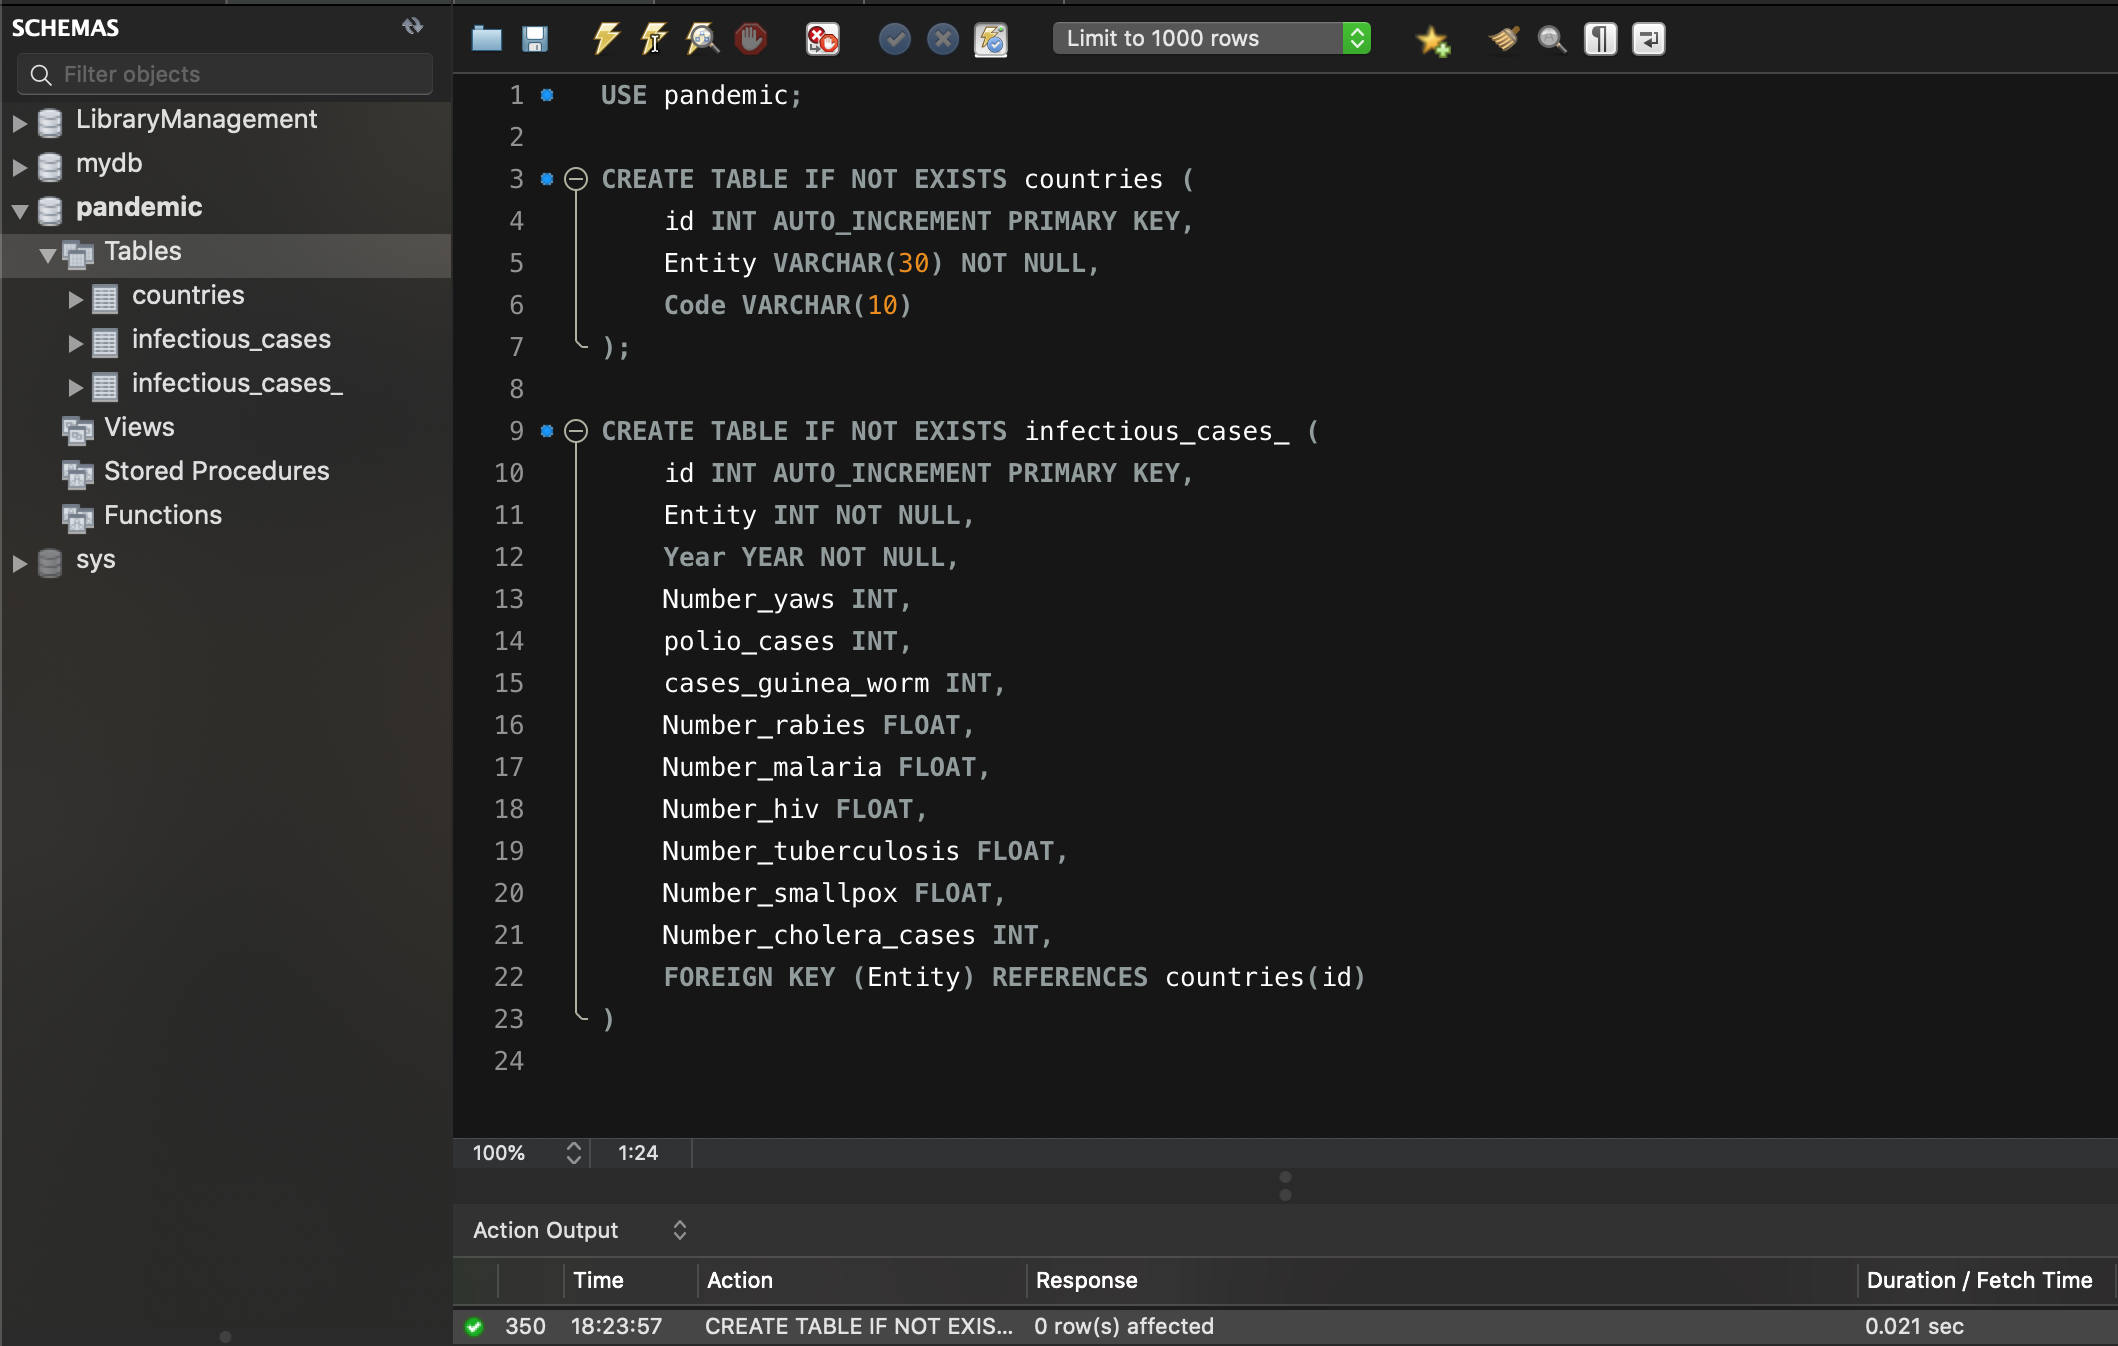 SCHEMAS
Filter objects
LibraryManagement
mydb
pandemic
Tables
countries
infectious_cases
infectious_cases_
Views
Stored Procedures
Functions
sys
Limit to 1000 rows
1 USE pandemic;
2
3 CREATE TABLE IF NOT EXISTS countries (
4 id INT AUTO_INCREMENT PRIMARY KEY,
5 Entity VARCHAR(30) NOT NULL,
6 Code VARCHAR(10)
7 );
8
9 CREATE TABLE IF NOT EXISTS infectious_cases_ (
10 id INT AUTO_INCREMENT PRIMARY KEY,
11 Entity INT NOT NULL,
12 Year YEAR NOT NULL,
13 Number_yaws INT,
14 polio_cases INT,
15 cases_guinea_worm INT,
16 Number_rabies FLOAT,
17 Number_malaria FLOAT,
18 Number_hiv FLOAT,
19 Number_tuberculosis FLOAT,
20 Number_smallpox FLOAT,
21 Number_cholera_cases INT,
22 FOREIGN KEY (Entity) REFERENCES countries(id)
23 )
24
100% 1:24
Action Output
Time Action Response Duration / Fetch Time
350 18:23:57 CREATE TABLE IF NOT EXIS... 0 row(s) affected 0.021 sec